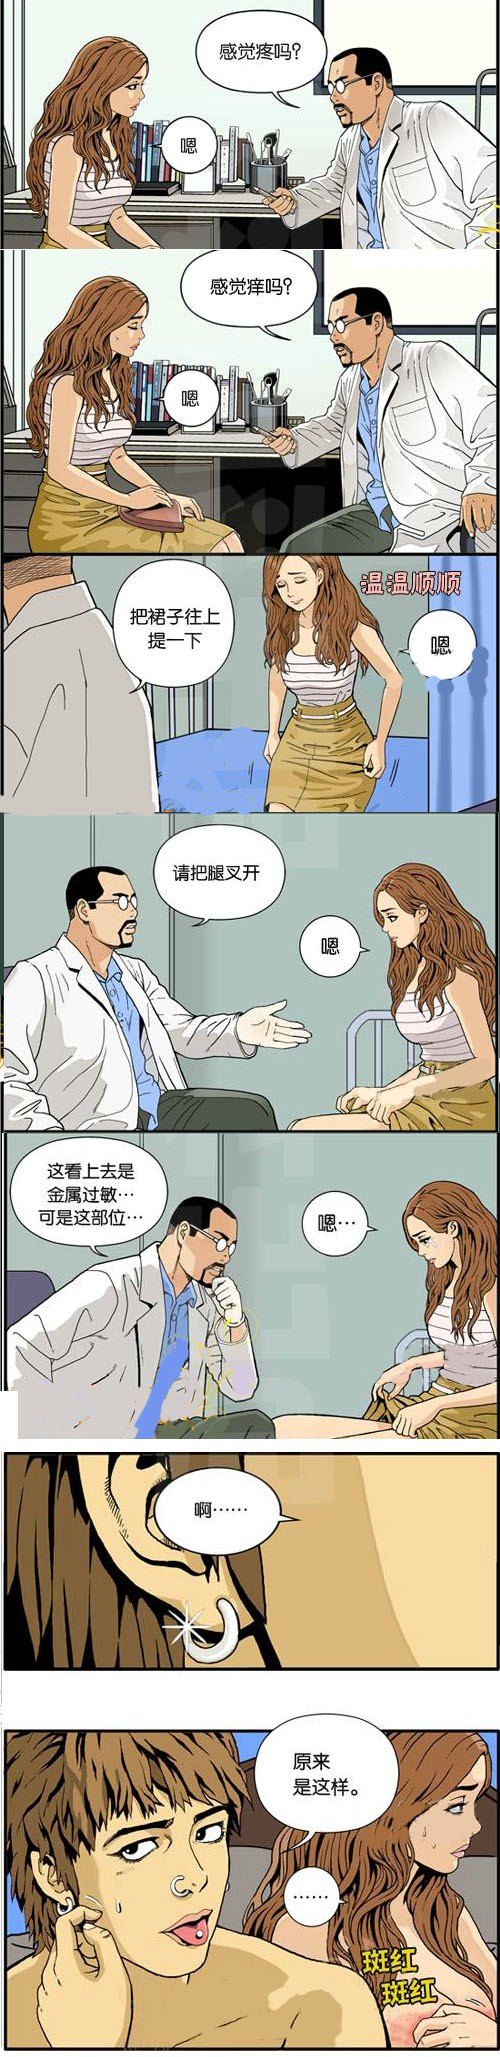 感觉疼吗?
嗯
感觉痒吗?
嗯
温温顺顺
把裙子往上
提一下
嗯
请把腿叉开
嗯
这看上去是
金属过敏…
可是这部位…
嗯…
啊……
原来
是这样。
……
斑红
斑红